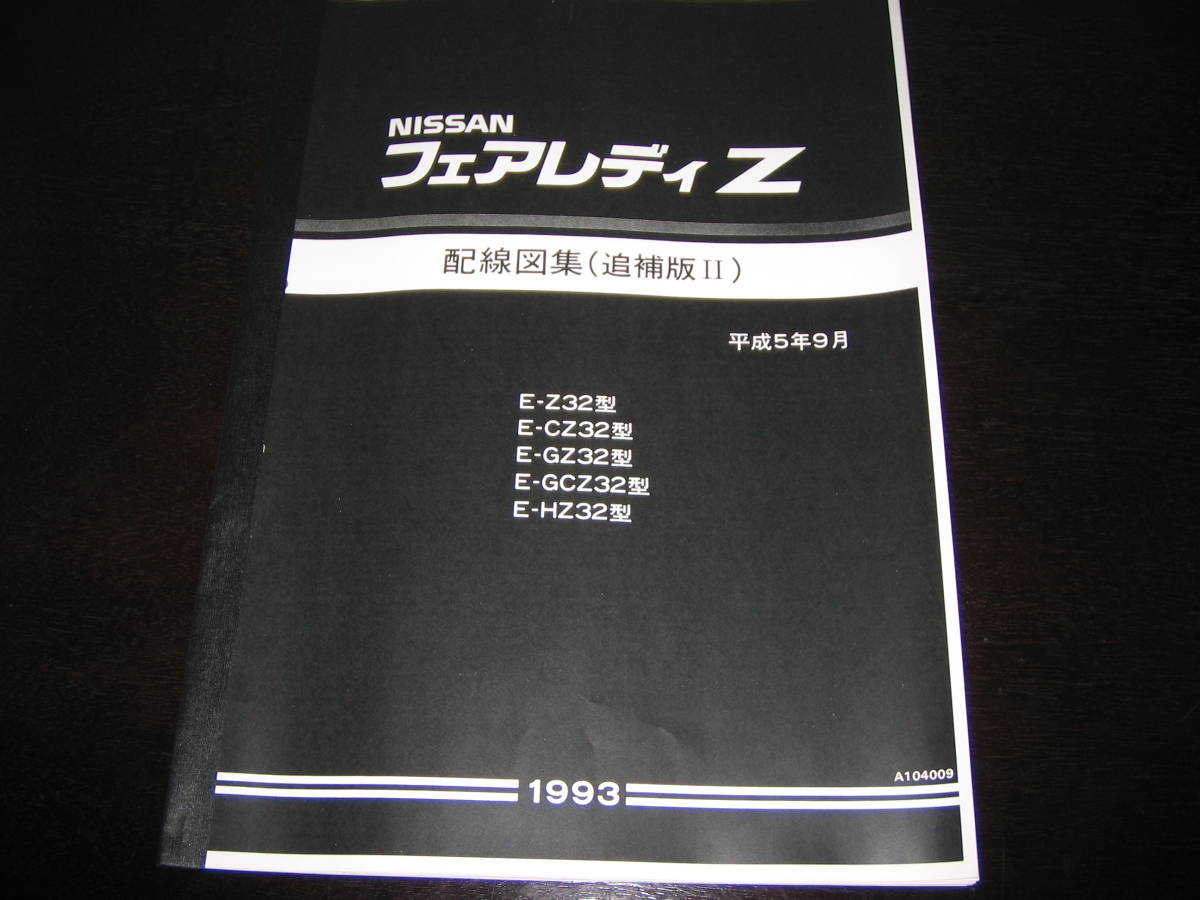 NISSAN
フェアレディZ
配線図集(追補版II)
平成5年9月
E-Z32型
E-CZ32型
E-GZ32型
E-GCZ32型
E-HZ32型
A104009
1993